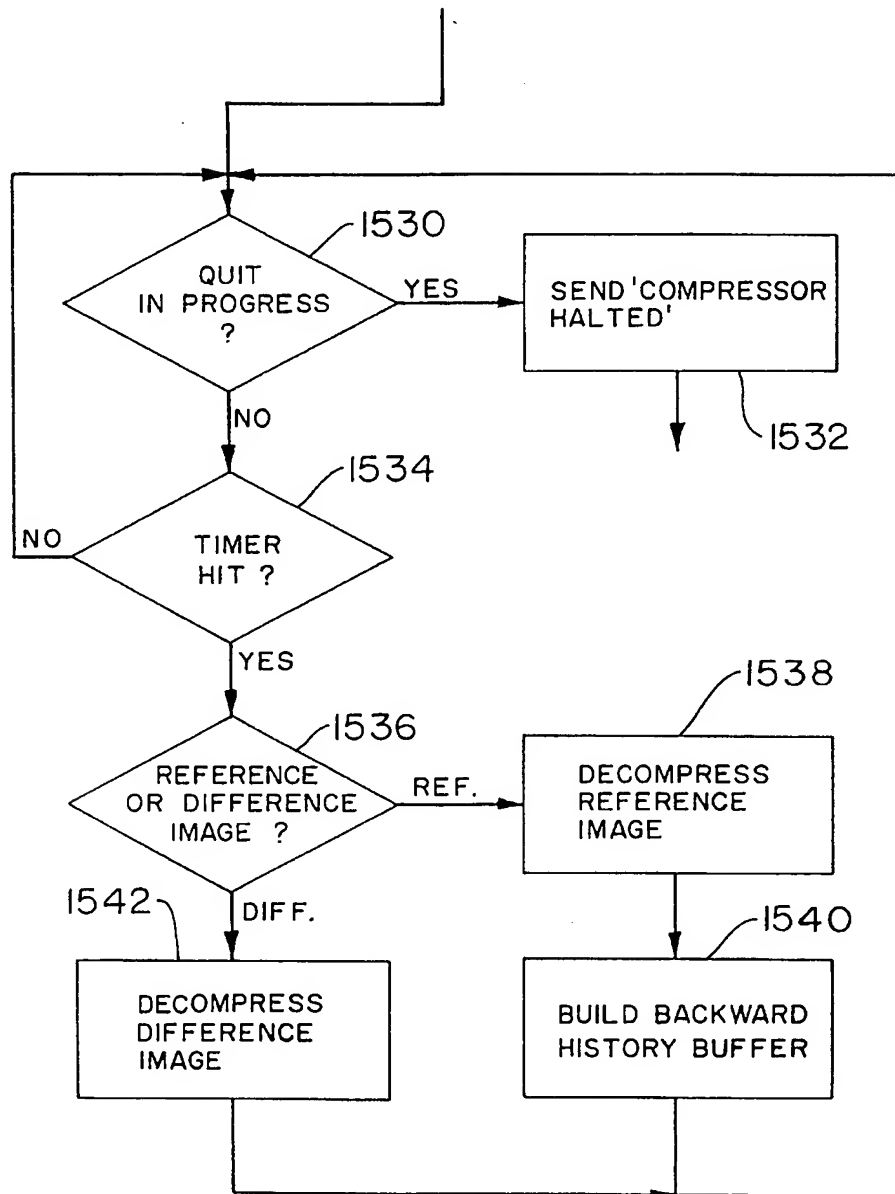 1530
QUIT
IN PROGRESS
?
YES
SEND 'COMPRESSOR
HALTED'
1532
NO
1534
NO
TIMER
HIT ?
YES
1536
REFERENCE
OR DIFFERENCE
IMAGE ?
REF.
1538
DECOMPRESS
REFERENCE
IMAGE
1542
DIFF.
DECOMPRESS
DIFFERENCE
IMAGE
1540
BUILD BACKWARD
HISTORY BUFFER